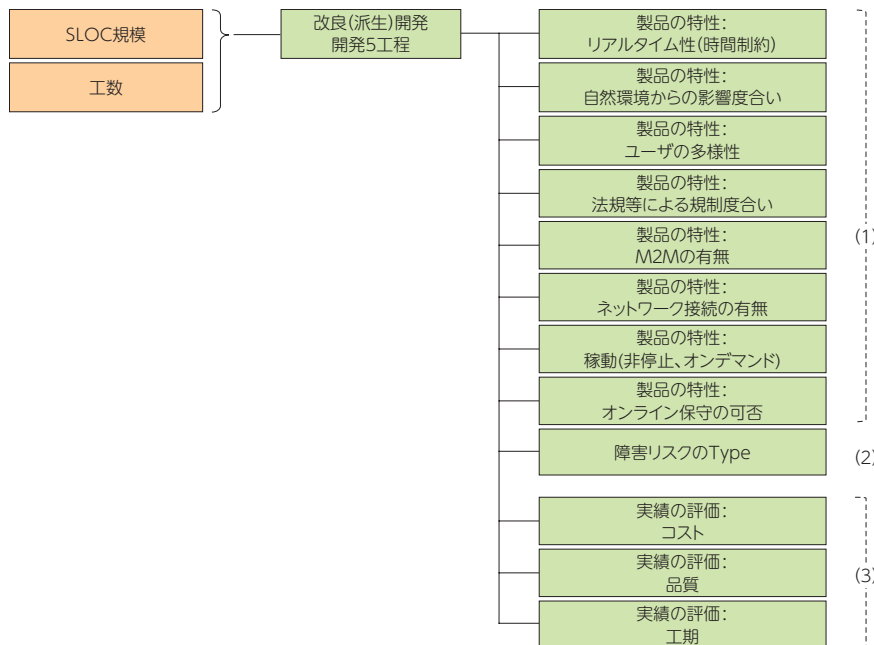 SLOC規模
工数
改良(派生)開発
開発5工程
製品の特性:
リアルタイム性(時間制約)
製品の特性:
自然環境からの影響度合い
製品の特性:
ユーザの多様性
製品の特性:
法規等による規制度合い
製品の特性:
M2Mの有無
製品の特性:
ネットワーク接続の有無
製品の特性:
稼動(非停止、オンデマンド)
製品の特性:
オンライン保守の可否
(1)
障害リスクのType
(2)
実績の評価:
コスト
実績の評価:
品質
実績の評価:
工期
(3)